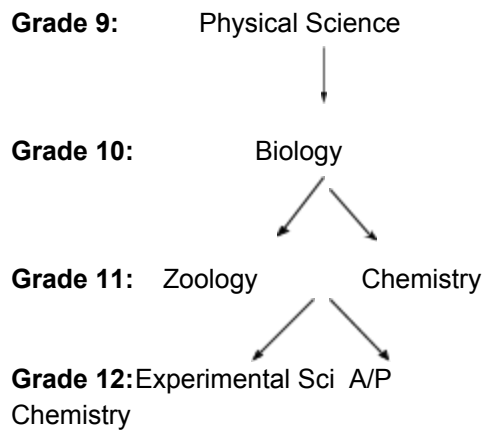 Grade 9: Physical Science
Grade 10: Biology
Grade 11: Zoology Chemistry
Grade 12:Experimental Sci A/P
Chemistry